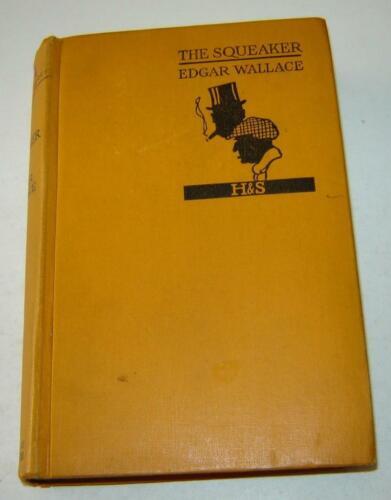 THE SQUEAKER
EDGAR WALLACE
H&S